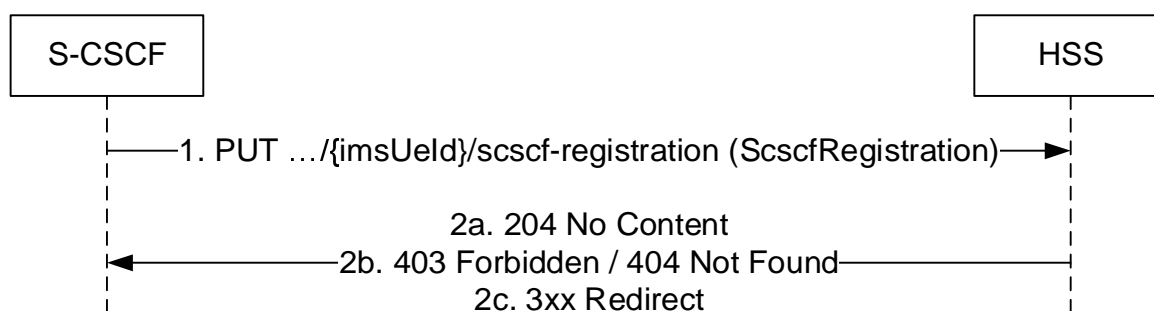 S-CSCF
HSS
1. PUT …/{imsUeId}/scscf-registration (ScscfRegistration)
2a. 204 No Content
2b. 403 Forbidden / 404 Not Found
2c. 3xx Redirect